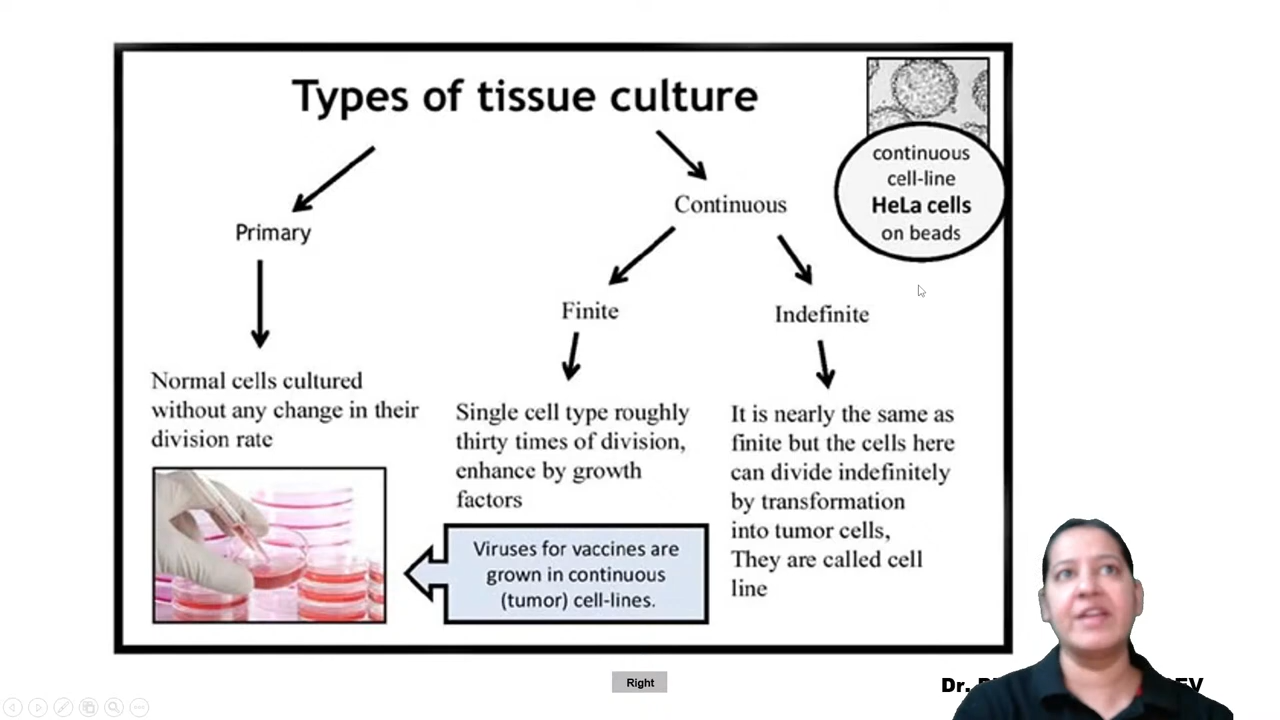 Types of tissue culture
continuous
cell-line
HeLa cells
on beads
Primary
Continuous
Finite
Indefinite
Normal cells cultured
without any change in their
division rate
Single cell type roughly
thirty times of division,
enhance by growth
factors
It is nearly the same as
finite but the cells here
can divide indefinitely
by transformation
into tumor cells,
They are called cell
line
Viruses for vaccines are
grown in continuous
(tumor) cell-lines.
Right
Dr.